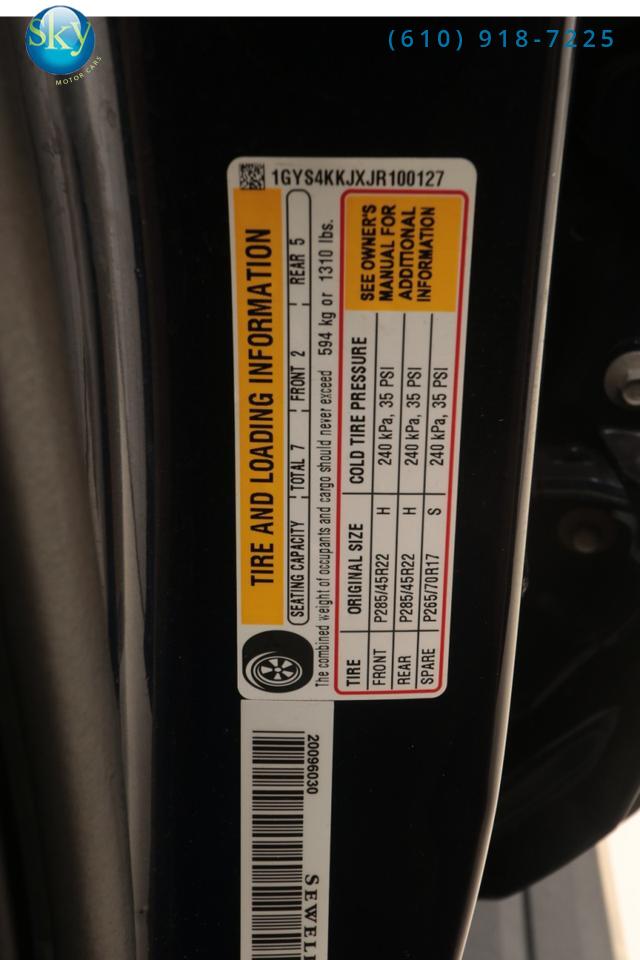 Sky
MOTOR CARS
(610) 918-7225
1GYS4KKJXJR100127
TIRE AND LOADING INFORMATION
SEATING CAPACITY TOTAL 7 FRONT 2 REAR 5
The combined weight of occupants and cargo should never exceed 594 kg or 1310 lbs.
TIRE ORIGINAL SIZE COLD TIRE PRESSURE
FRONT P285/45R22 H 240 kPa, 35 PSI
REAR P285/45R22 H 240 kPa, 35 PSI
SPARE P265/70R17 S 240 kPa, 35 PSI
SEE OWNER'S
MANUAL FOR
ADDITIONAL
INFORMATION
20096030
SEWELL